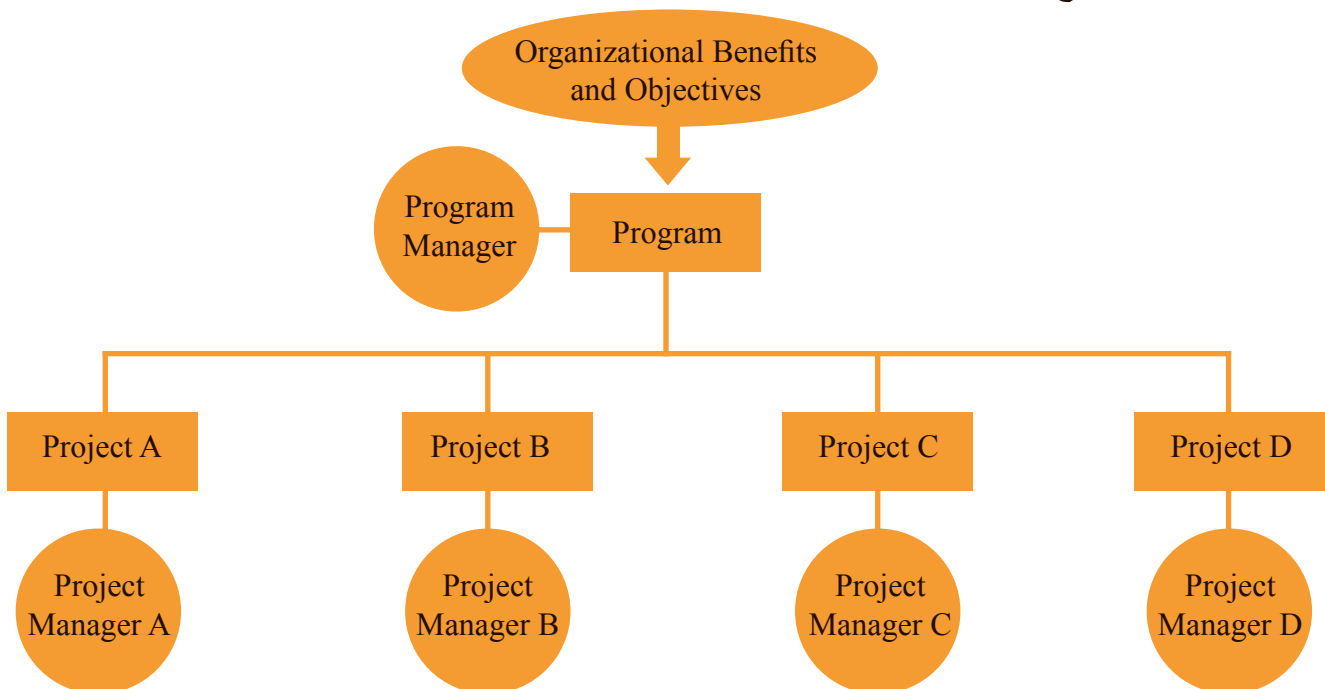 Organizational Benefits
and Objectives
Program
Manager
Program
Project A
Project B
Project C
Project D
Project
Manager A
Project
Manager B
Project
Manager C
Project
Manager D